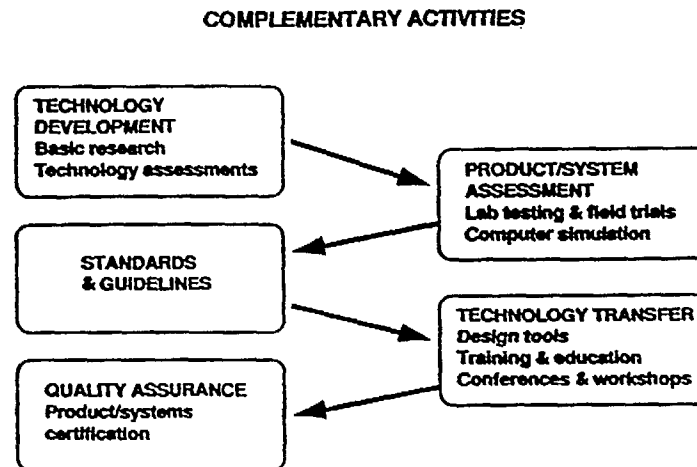 COMPLEMENTARY ACTIVITIES
TECHNOLOGY
DEVELOPMENT
Basic research
Technology assessments
PRODUCT/SYSTEM
ASSESSMENT
Lab testing & field trials
Computer simulation
STANDARDS
& GUIDELINES
TECHNOLOGY TRANSFER
Design tools
Training & education
Conferences & workshops
QUALITY ASSURANCE
Product/systems
certification